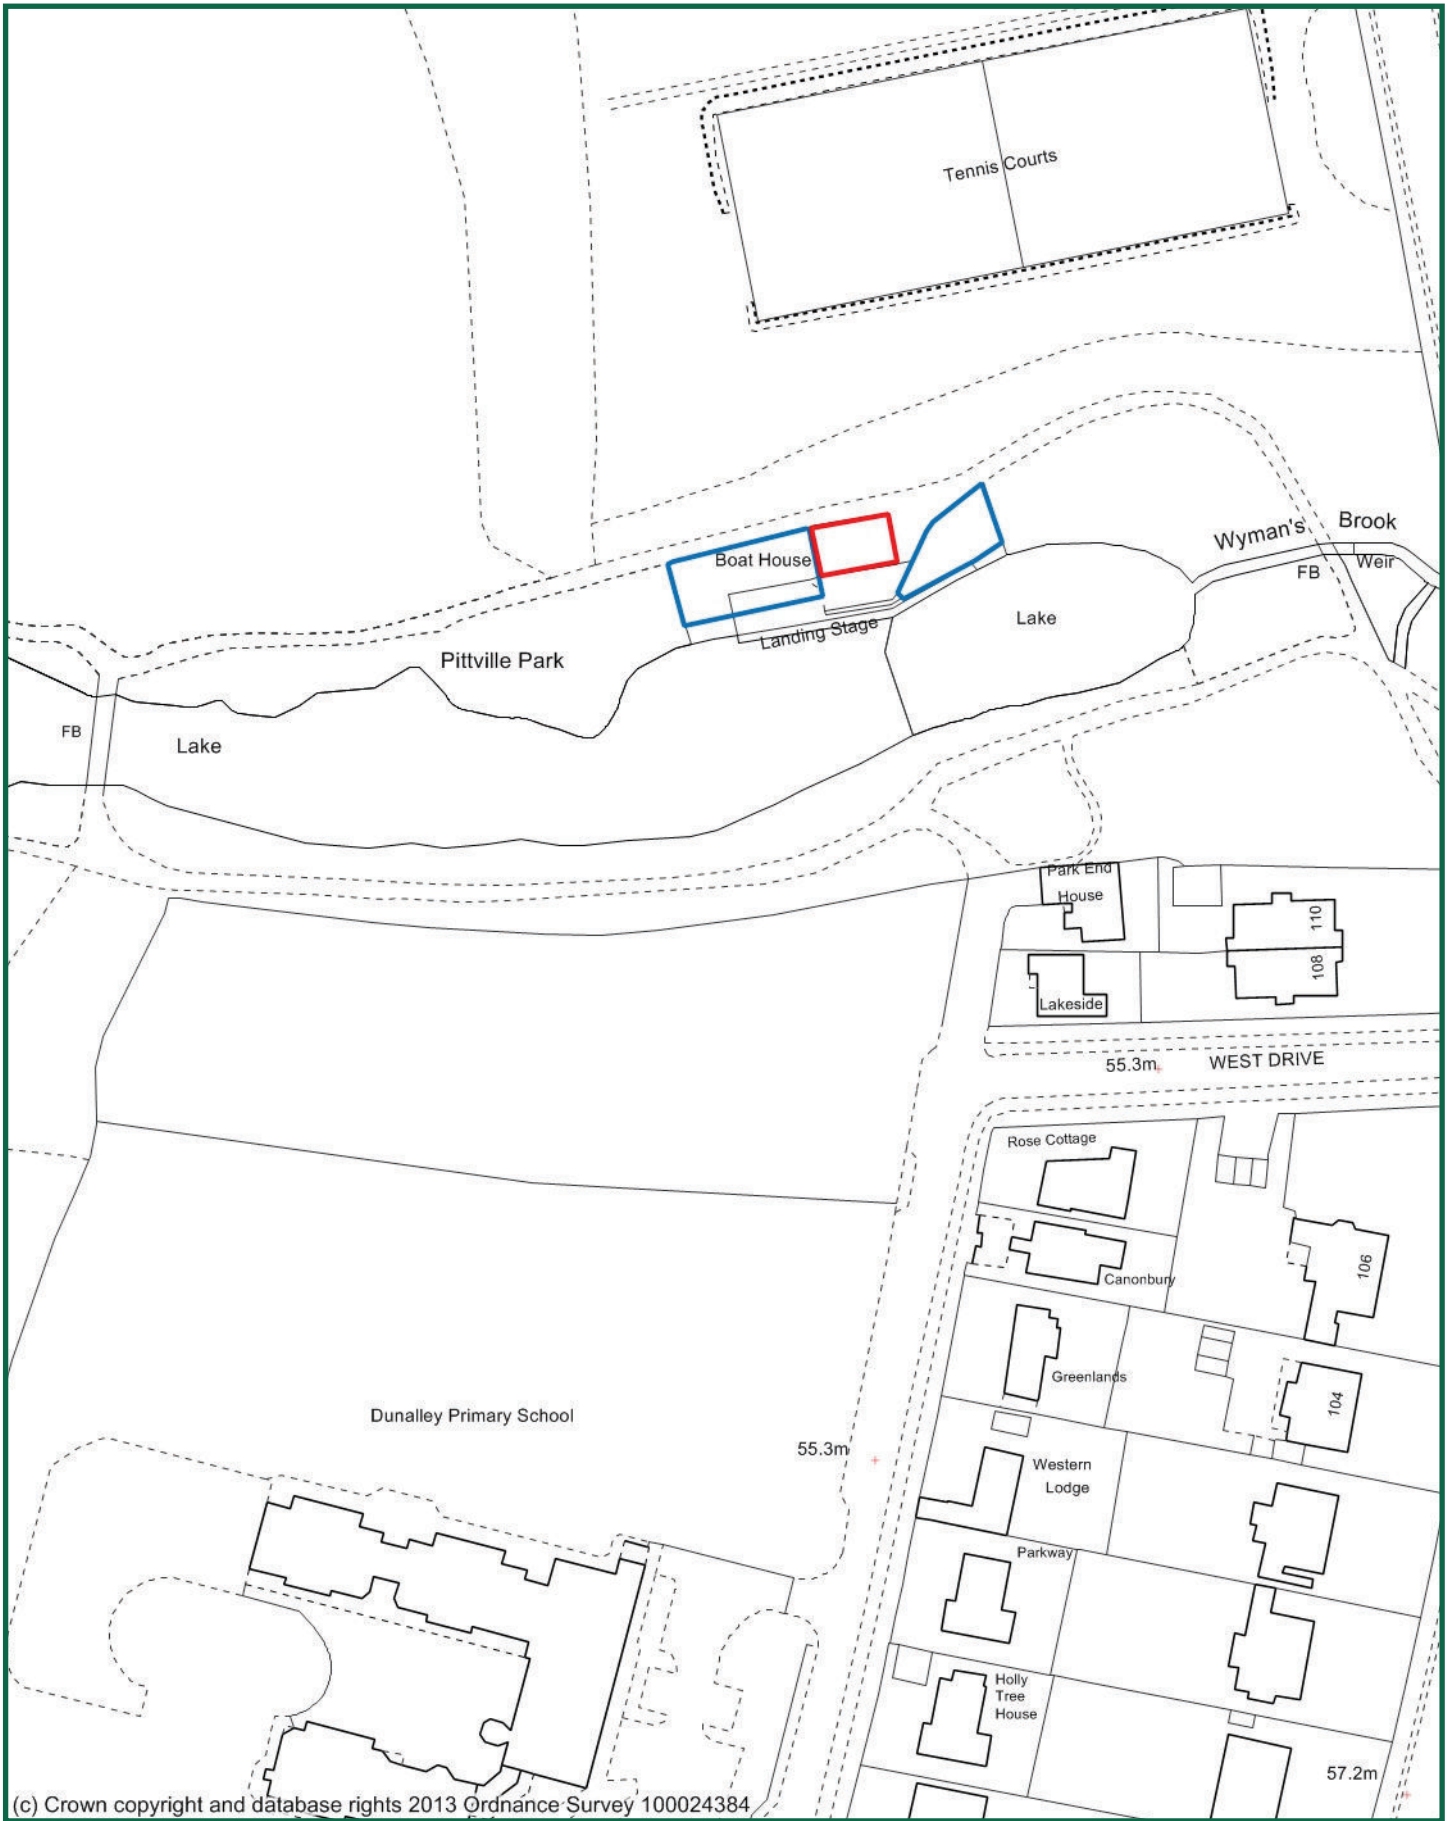 Tennis Courts
Wyman's Brook
Boat House
FB
Weir
Landing Stage
Lake
Pittville Park
FB
Lake
Park End
House
110
108
Lakeside
55.3m
WEST DRIVE
Rose Cottage
106
Canonbury
Greenlands
104
Dunalley Primary School
55.3m
Western
Lodge
Parkway
Holly
Tree
House
57.2m
(c) Crown copyright and database rights 2013 Ordnance Survey 100024384